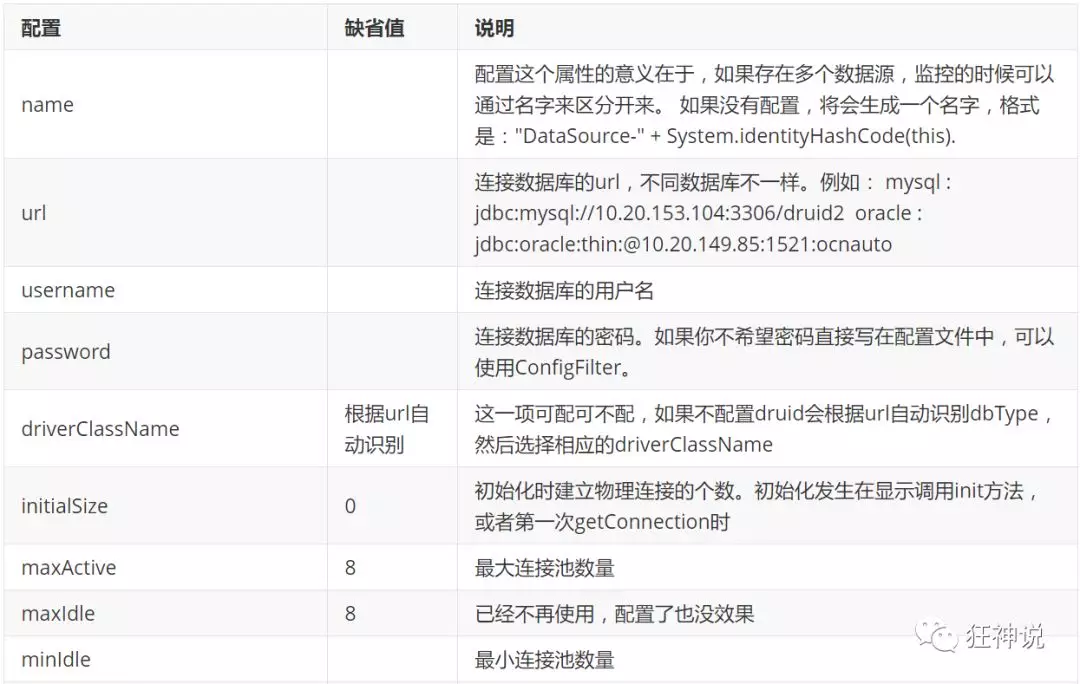 配置 缺省值 说明
配置这个属性的意义在于，如果存在多个数据源，监控的时候可以
name
通过名字来区分开来。 如果没有配置，将会生成一个名字，格式
是："DataSource-" + System.identityHashCode(this).
连接数据库的url，不同数据库不一样。例如： mysql :
url
jdbc:mysql://10.20.153.104:3306/druid2 oracle :
jdbc:oracle:thin:@10.20.149.85:1521:ocnauto
username 连接数据库的用户名
password
连接数据库的密码。如果你不希望密码直接写在配置文件中，可以
使用ConfigFilter。
driverClassName
根据url自
动识别
这一项可配可不配，如果不配置druid会根据url自动识别dbType，
然后选择相应的driverClassName
initialSize 0
初始化时建立物理连接的个数。初始化发生在显示调用init方法，
或者第一次getConnection时
maxActive 8 最大连接池数量
maxIdle 8 已经不再使用，配置了也没效果
minIdle 最小连接池数量
狂神说